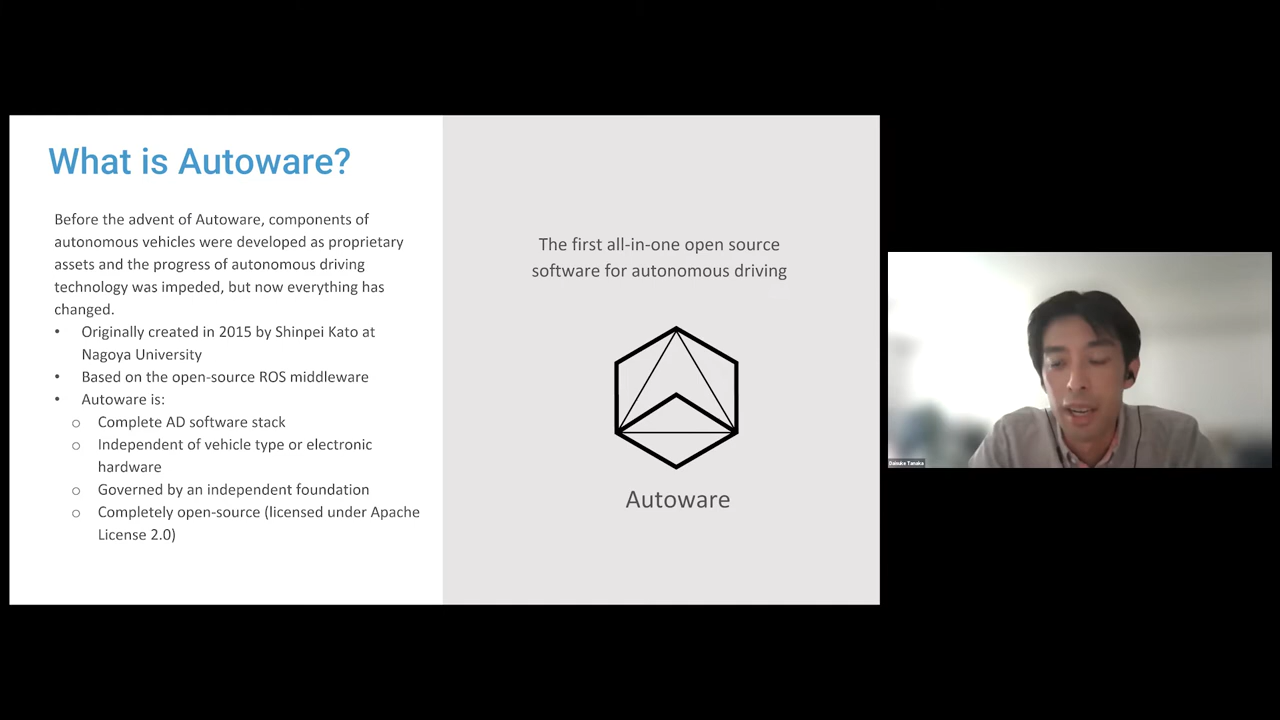 What is Autoware?
Before the advent of Autoware, components of
autonomous vehicles were developed as proprietary
assets and the progress of autonomous driving
technology was impeded, but now everything has
changed.
• Originally created in 2015 by Shinpei Kato at
Nagoya University
• Based on the open-source ROS middleware
• Autoware is:
o Complete AD software stack
o Independent of vehicle type or electronic
hardware
o Governed by an independent foundation
o Completely open-source (licensed under Apache
License 2.0)
The first all-in-one open source
software for autonomous driving
Autoware
Daisuke Tanaka